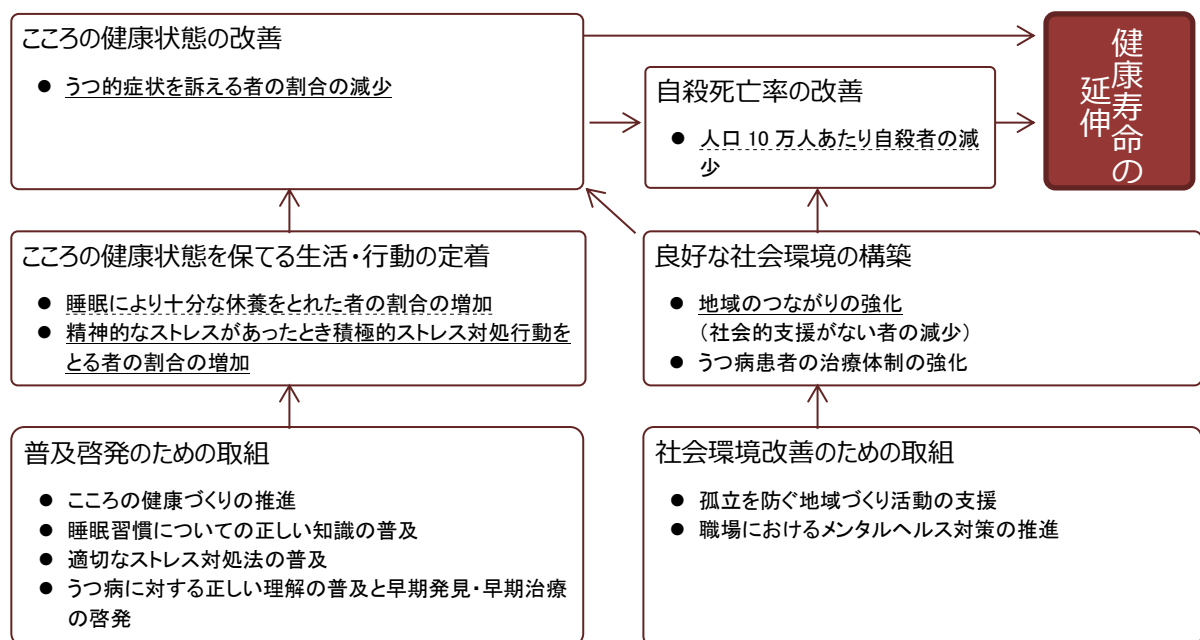 こころの健康状態の改善
● うつ的症状を訴える者の割合の減少
自殺死亡率の改善
● 人口 10 万人あたり自殺者の減
少
健康寿命の
延伸
こころの健康状態を保てる生活・行動の定着
● 睡眠により十分な休養をとれた者の割合の増加
● 精神的なストレスがあったとき積極的ストレス対処行動を
とる者の割合の増加
良好な社会環境の構築
● 地域のつながりの強化
（社会的支援がない者の減少）
● うつ病患者の治療体制の強化
普及啓発のための取組
● こころの健康づくりの推進
● 睡眠習慣についての正しい知識の普及
● 適切なストレス対処法の普及
● うつ病に対する正しい理解の普及と早期発見・早期治療
の啓発
社会環境改善のための取組
● 孤立を防ぐ地域づくり活動の支援
● 職場におけるメンタルヘルス対策の推進